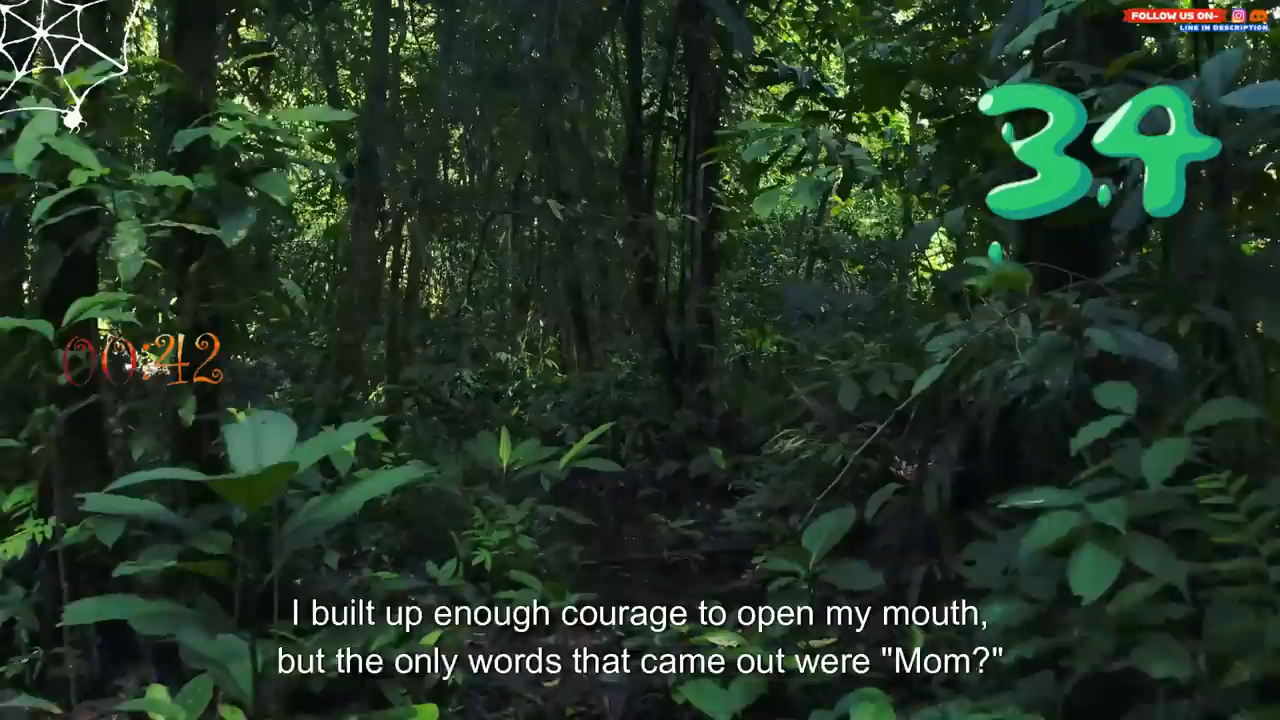 FOLLOW US ON-
LINK IN DESCRIPTION
34
00:42
I built up enough courage to open my mouth,
but the only words that came out were "Mom?"